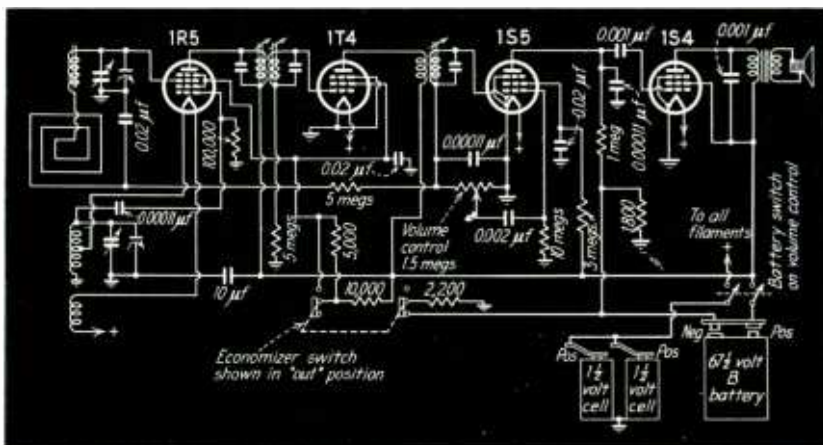 1R5
1T4
1S5
1S4
0.001 µf
0.001 µf
0.02 µf
100,000
0.02 µf
0.00011 µf
0.02 µf
1 meg
0.00011 µf
0.00011 µf
5 megs
5 megs
5,000
Volume
control
1.5 megs
0.002 µf
10 megs
3 megs
1,800
To all
filaments
Battery switch
on volume control
10 µf
10,000
2,200
Economizer switch
shown in "out" position
+
+
+
+
Neg
Pos
Pos
Pos
1½
volt
cell
1½
volt
cell
67½ volt
B
battery